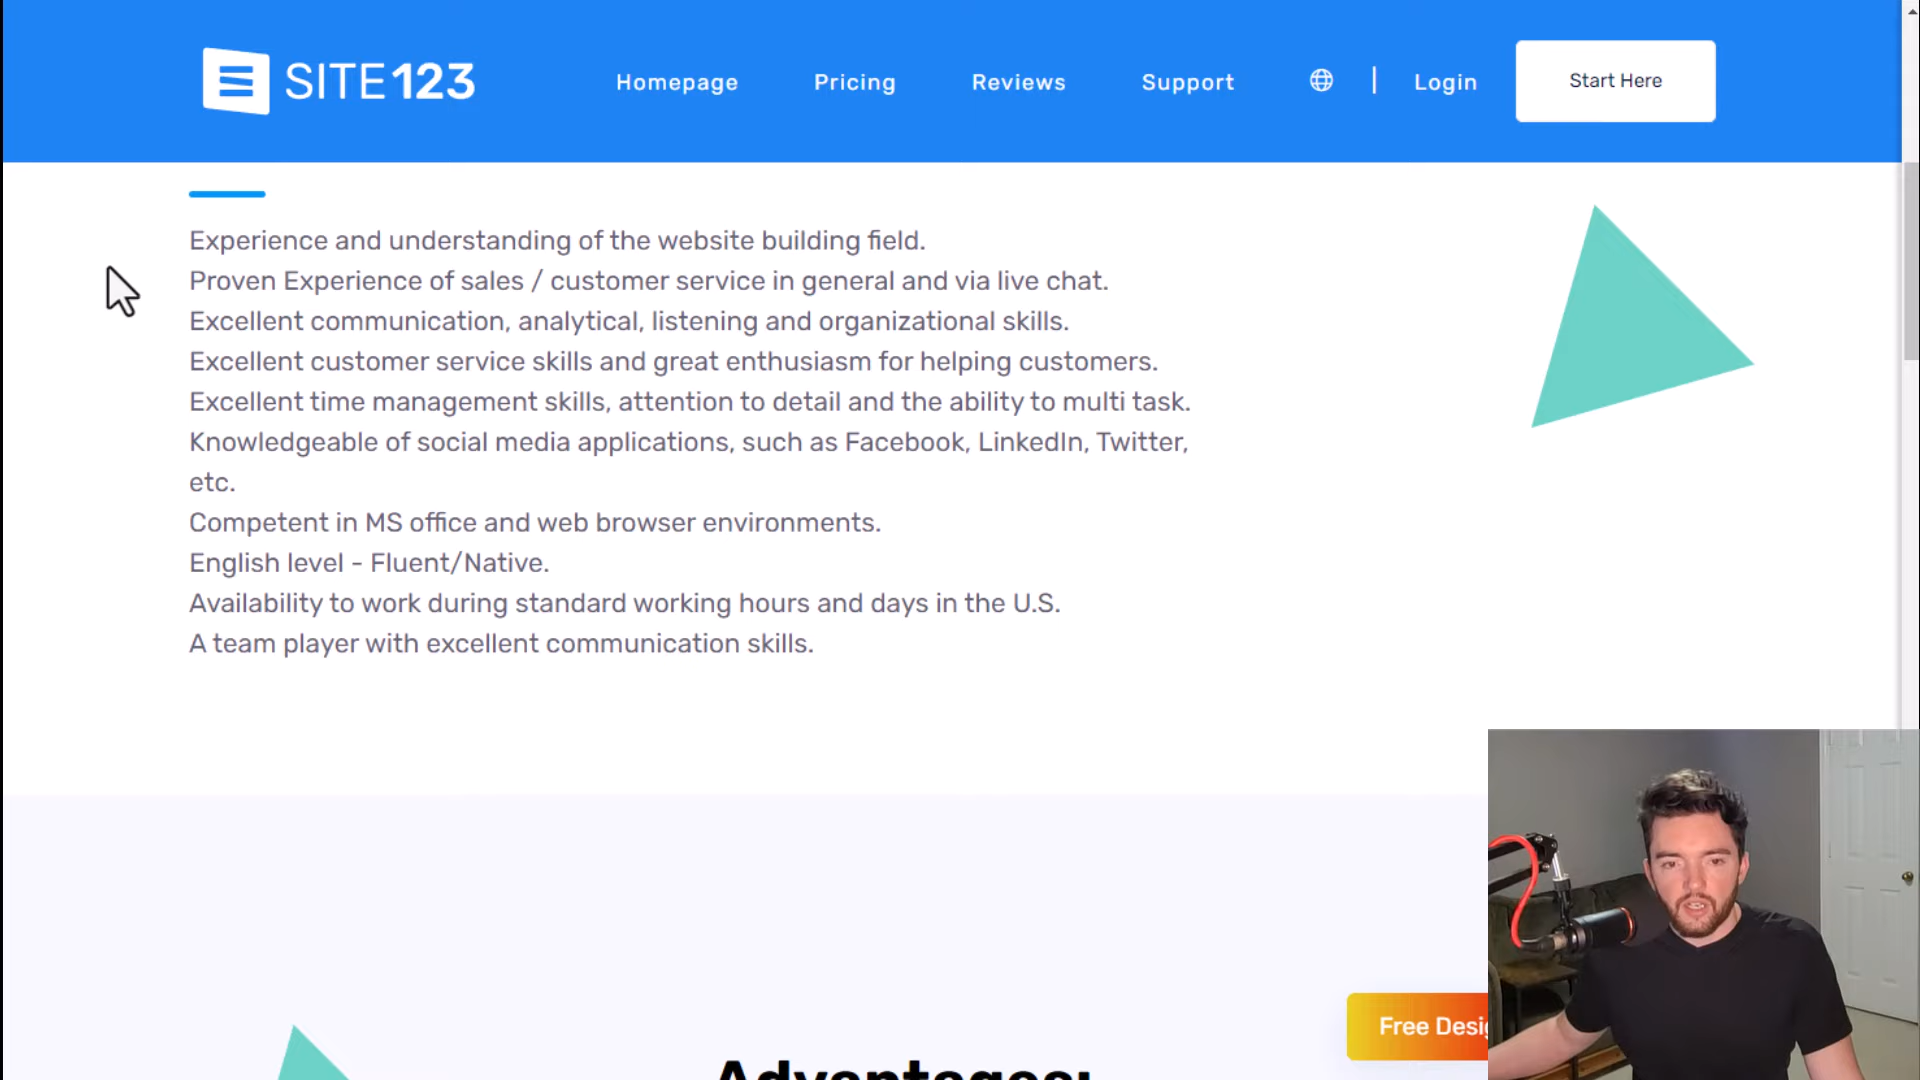 SITE123
Homepage
Pricing
Reviews
Support
Login
Start Here
Experience and understanding of the website building field.
Proven Experience of sales / customer service in general and via live chat.
Excellent communication, analytical, listening and organizational skills.
Excellent customer service skills and great enthusiasm for helping customers.
Excellent time management skills, attention to detail and the ability to multi task.
Knowledgeable of social media applications, such as Facebook, LinkedIn, Twitter,
etc.
Competent in MS office and web browser environments.
English level - Fluent/Native.
Availability to work during standard working hours and days in the U.S.
A team player with excellent communication skills.
Free
Advantages: